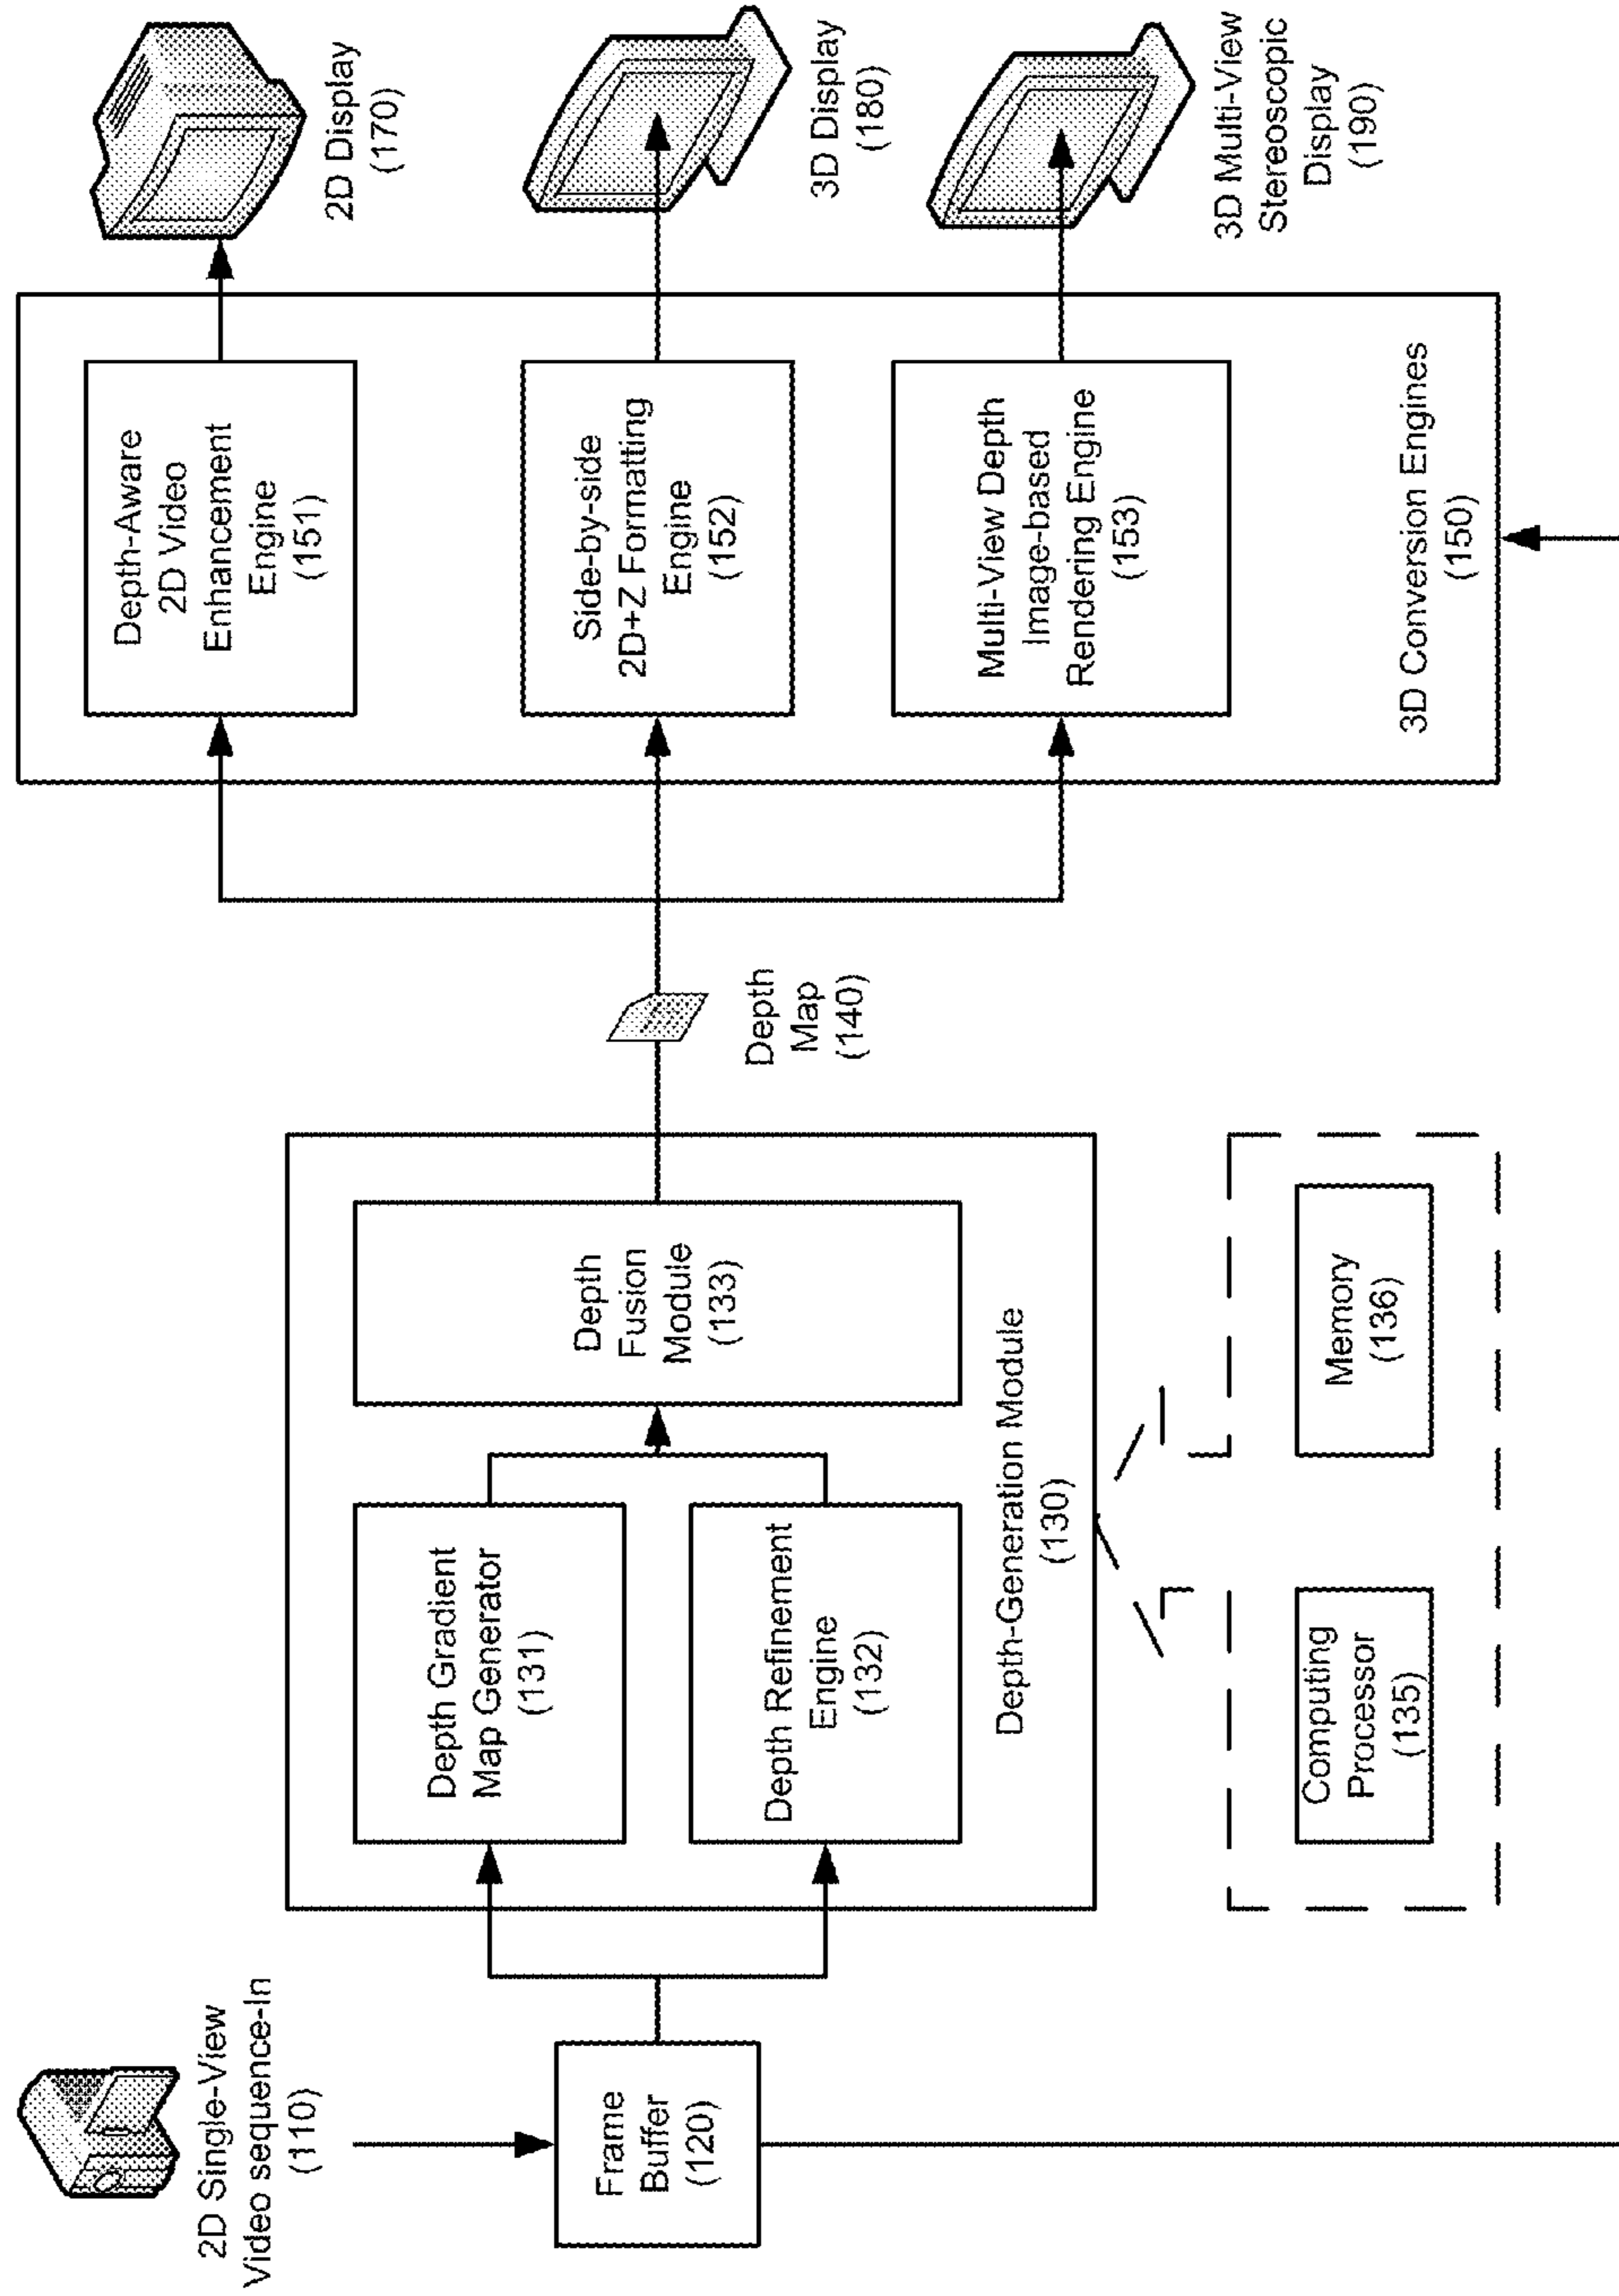 2D Single-View
Video sequence-In
(110)
Frame
Buffer
(120)
Depth Gradient
Map Generator
(131)
Depth Refinement
Engine
(132)
Depth
Fusion
Module
(133)
Depth-Generation Module
(130)
Computing
Processor
(135)
Memory
(136)
Depth
Map
(140)
Depth-Aware
2D Video
Enhancement
Engine
(151)
Side-by-side
2D+Z Formatting
Engine
(152)
Multi-View Depth
Image-based
Rendering Engine
(153)
3D Conversion Engines
(150)
2D Display
(170)
3D Display
(180)
3D Multi-View
Stereoscopic
Display
(190)